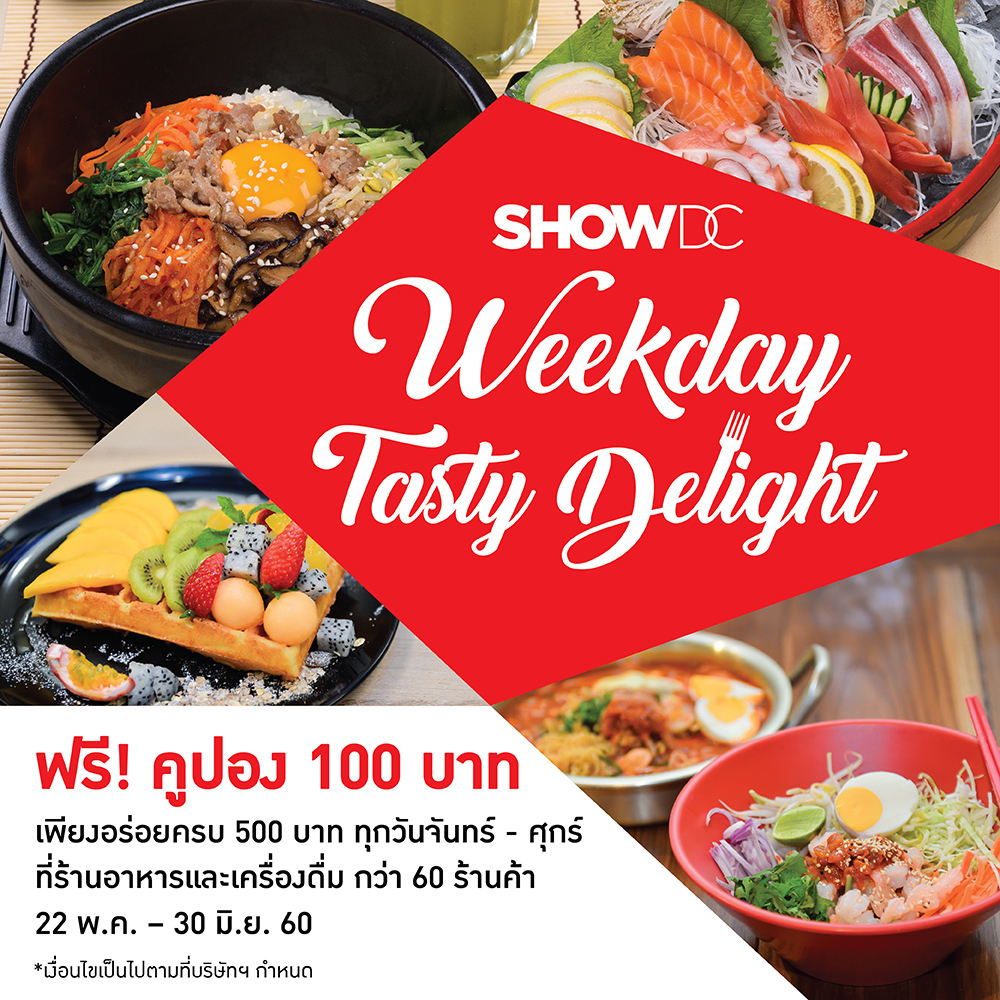 SHOWDC
Weekday
Tasty Delight
ฟรี! คูปอง 100 บาท
เพียงอร่อยครบ 500 บาท ทุกวันจันทร์ - ศุกร์
ที่ร้านอาหารและเครื่องดื่ม กว่า 60 ร้านค้า
22 พ.ค. – 30 มิ.ย. 60
*เงื่อนไขเป็นไปตามที่บริษัทฯ กำหนด